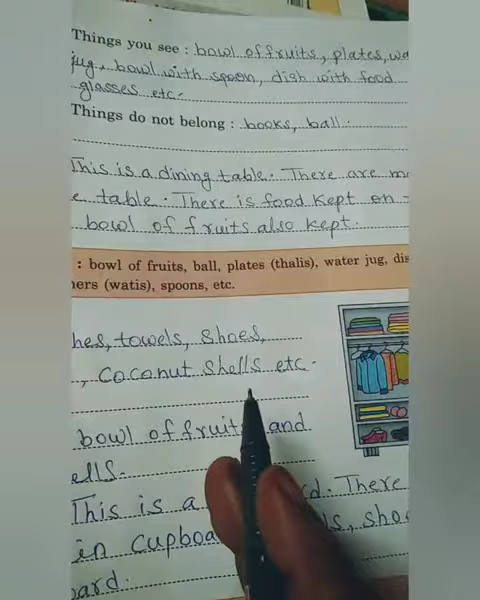 Things you see : bowl of fruits, plates, wa
jug, bowl with spoon, dish with food
glasses etc.
Things do not belong : books, ball.
This is a dining table. There are m
e table. There is food kept on
bowl of fruits also kept.
: bowl of fruits, ball, plates (thalis), water jug, dis
ners (watis), spoons, etc.
hes, towels, shoes,
, coconut shells etc.
bowl of fruits and
ells.
This is a rd. There
in cupboa ls, sho
oard.